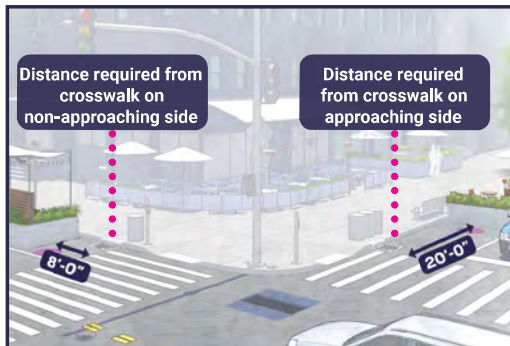 Distance required from
crosswalk on
non-approaching side
Distance required
from crosswalk on
approaching side
8'-0"
20'-0"